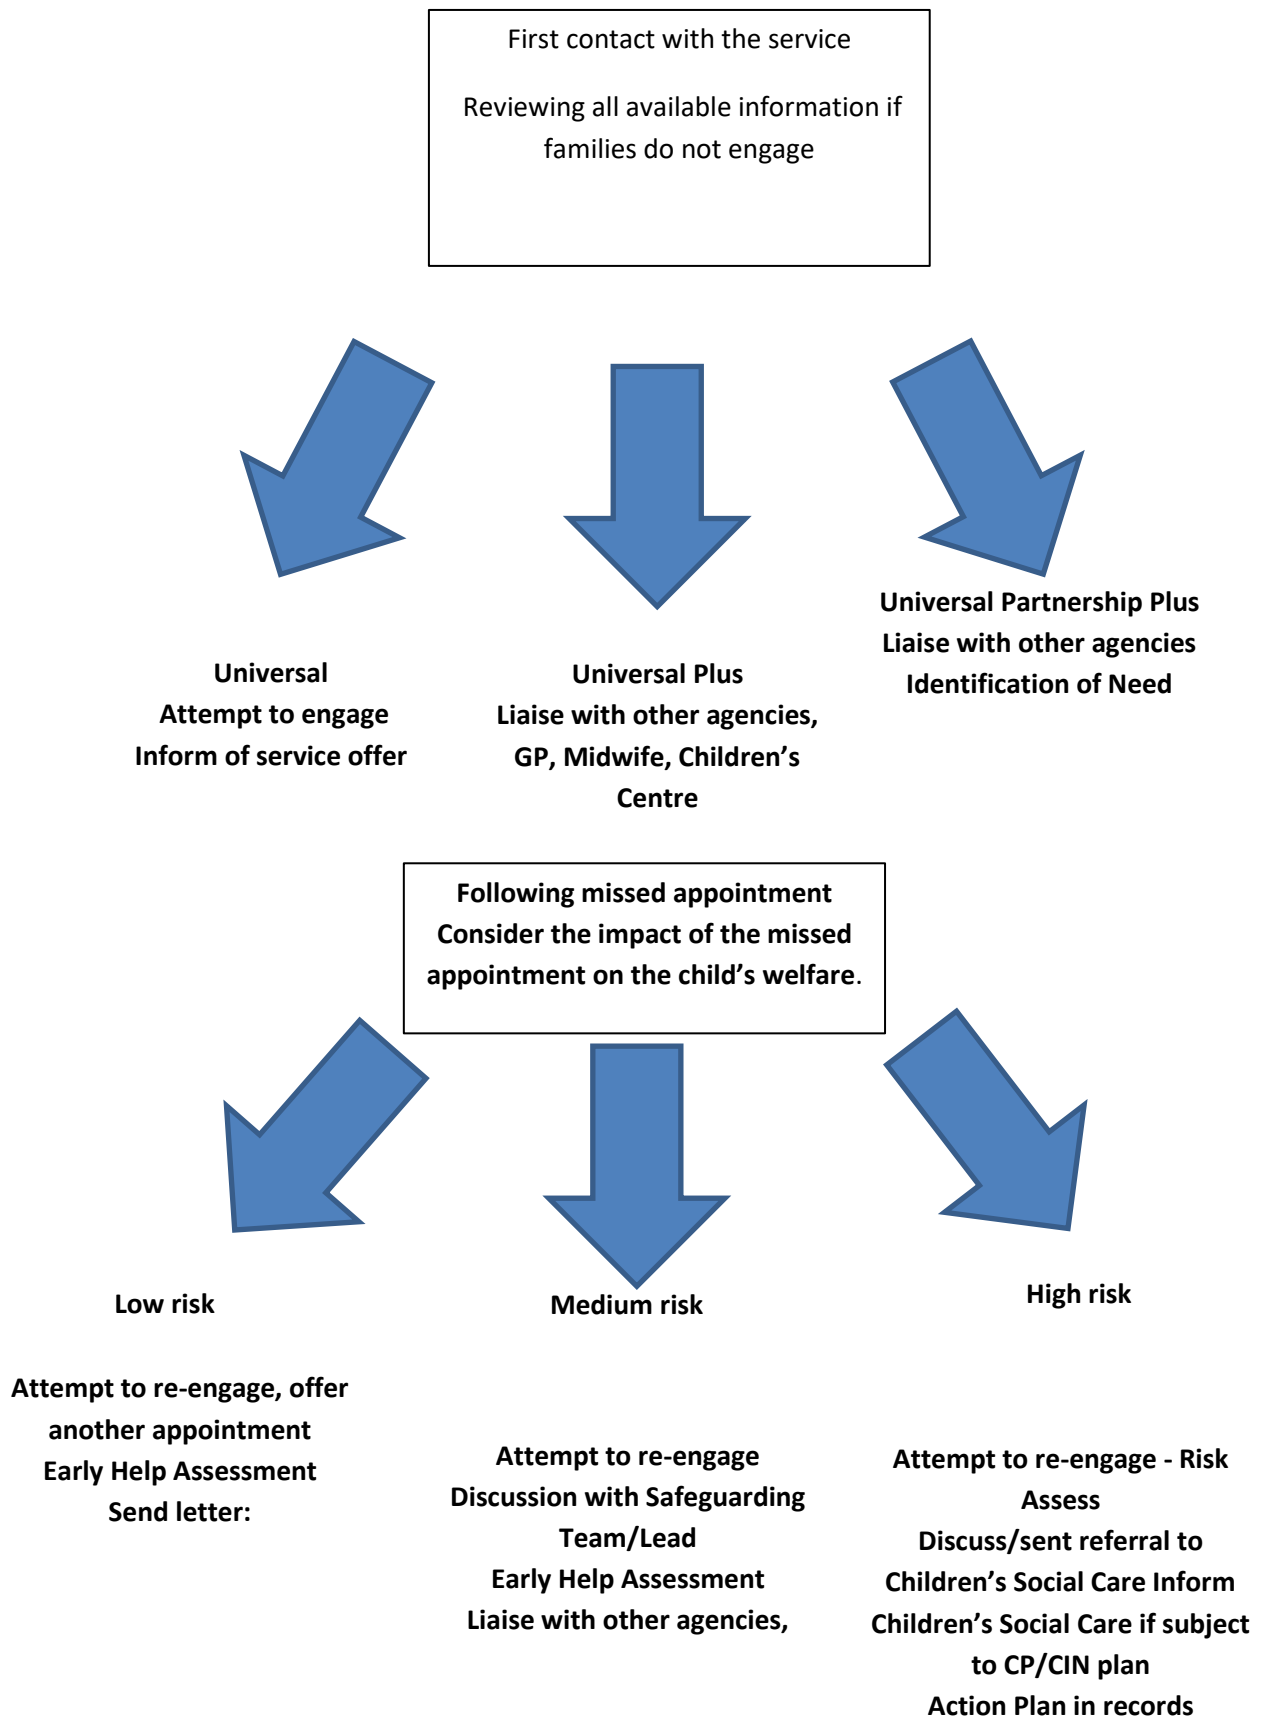 First contact with the service
Reviewing all available information if
families do not engage
Universal
Attempt to engage
Inform of service offer
Universal Plus
Liaise with other agencies,
GP, Midwife, Children’s
Centre
Universal Partnership Plus
Liaise with other agencies
Identification of Need
Following missed appointment
Consider the impact of the missed
appointment on the child’s welfare.
Low risk
Attempt to re-engage, offer
another appointment
Early Help Assessment
Send letter:
Medium risk
Attempt to re-engage
Discussion with Safeguarding
Team/Lead
Early Help Assessment
Liaise with other agencies,
High risk
Attempt to re-engage - Risk
Assess
Discuss/sent referral to
Children’s Social Care Inform
Children’s Social Care if subject
to CP/CIN plan
Action Plan in records